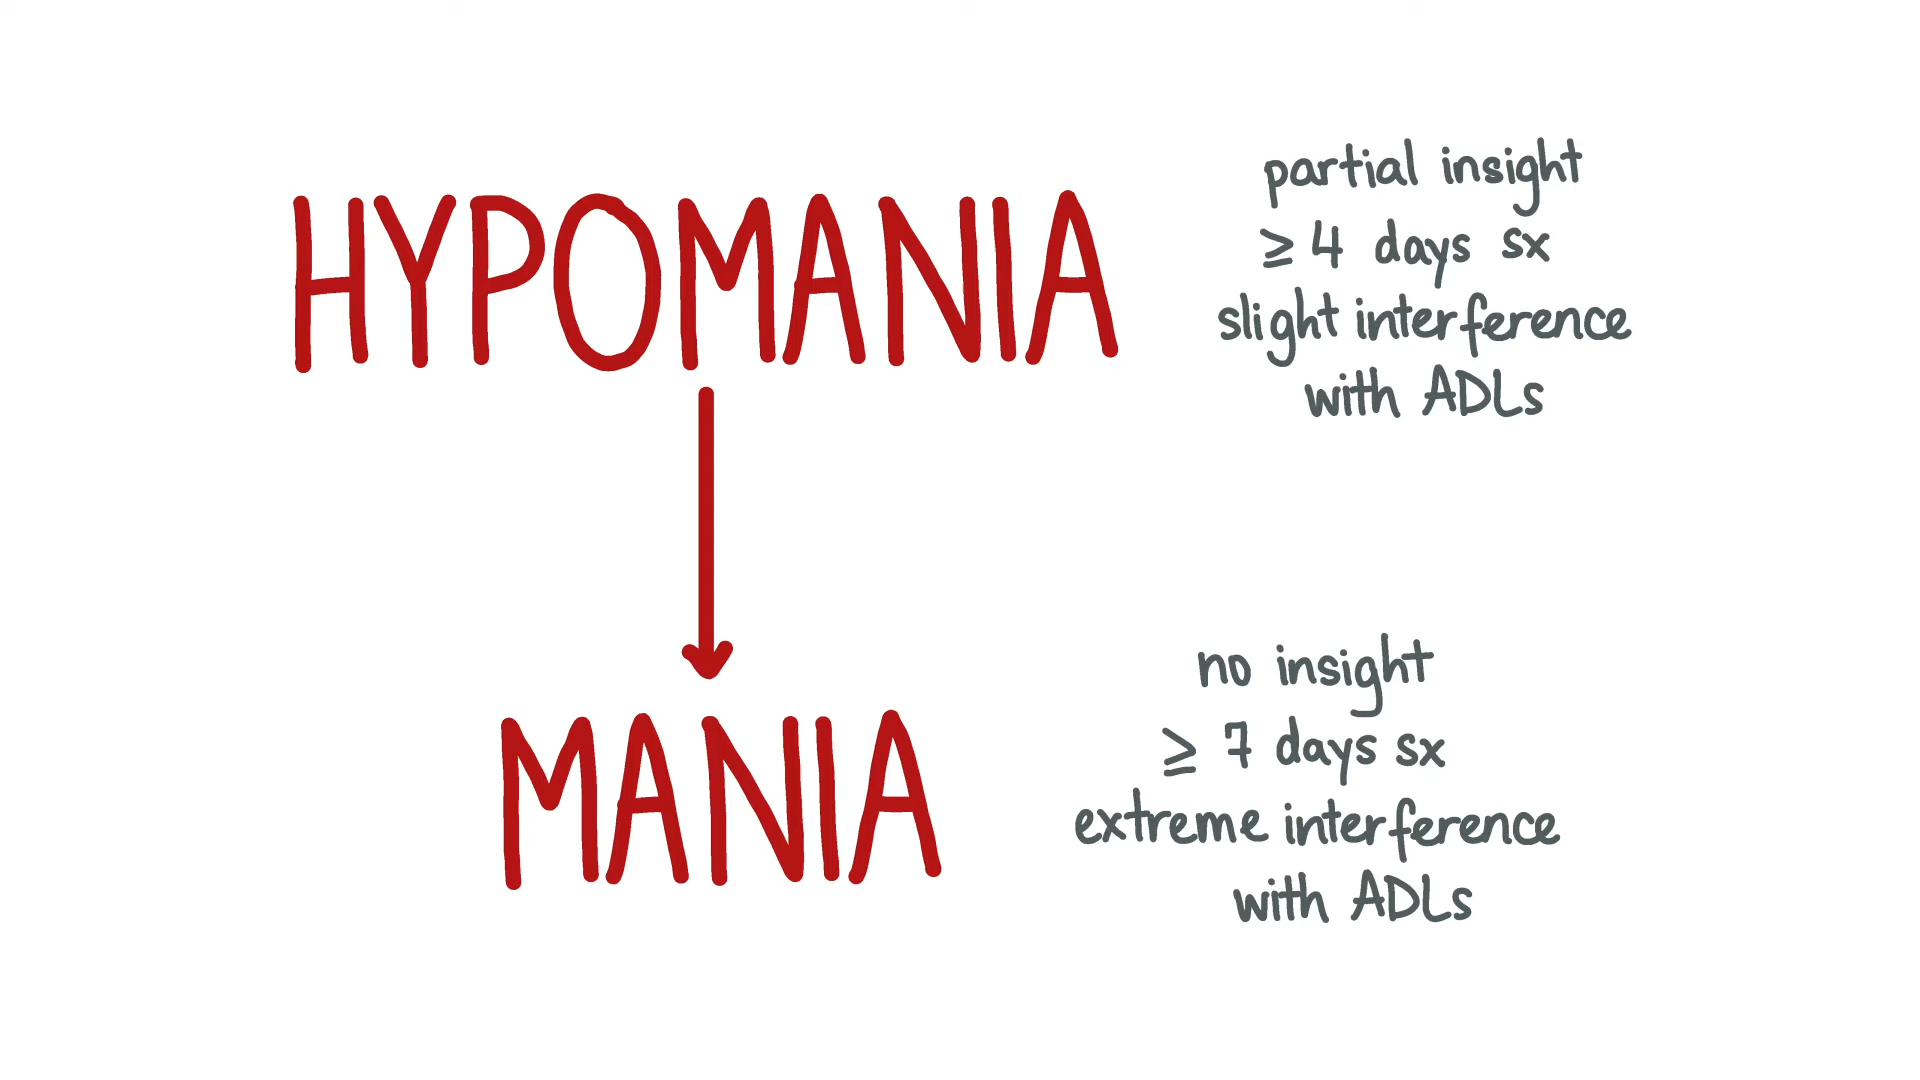 HYPOMANIA
partial insight
≥ 4 days sx
slight interference
with ADLs
MANIA
no insight
≥ 7 days sx
extreme interference
with ADLs